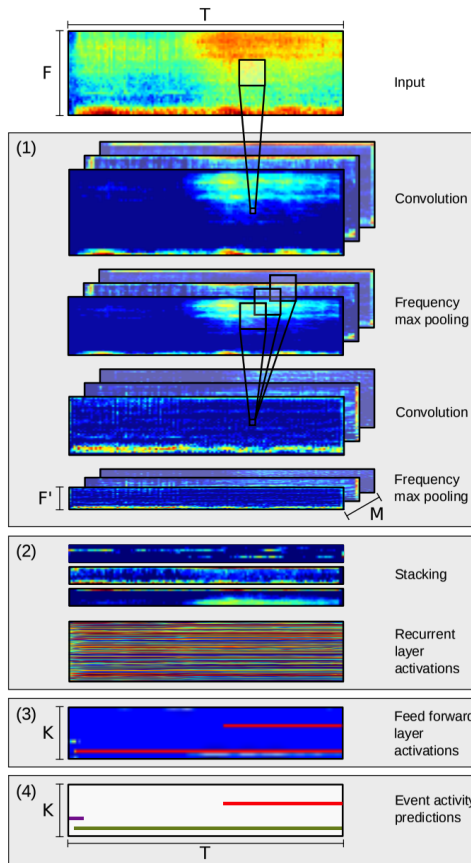 T
F
Input
(1)
Convolution
Frequency
max pooling
Convolution
Frequency
max pooling
F'
M
(2)
Stacking
Recurrent
layer
activations
(3)
K
Feed forward
layer
activations
(4)
K
Event activity
predictions
T